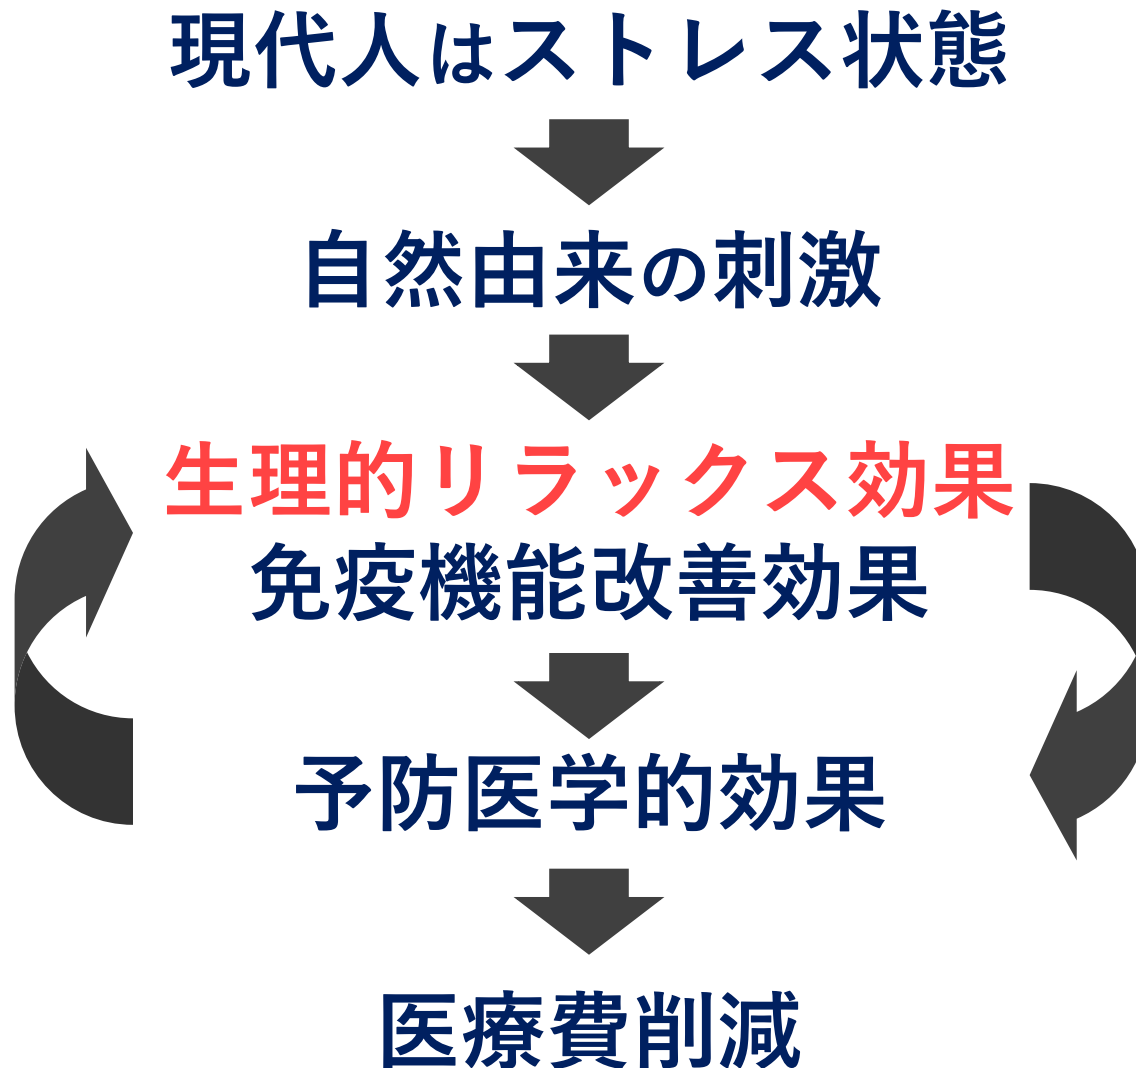 現代人はストレス状態
自然由来の刺激
生理的リラックス効果
免疫機能改善効果
予防医学的効果
医療費削減